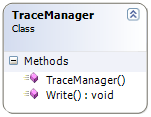 TraceManager
Class
Methods
TraceManager()
Write() : void